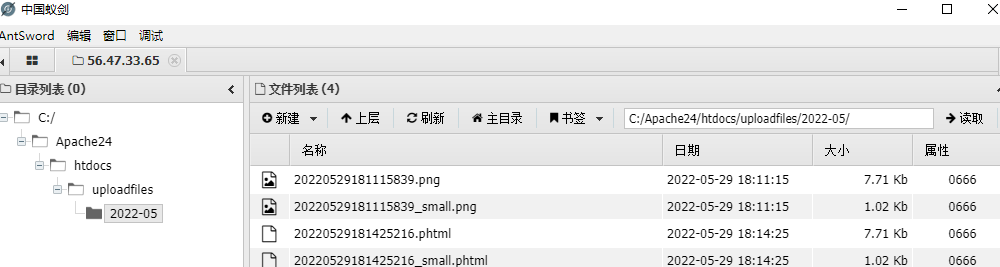 中国蚁剑
AntSword 编辑 窗口 调试
56.47.33.65
目录列表 (0)
C:/
Apache24
htdocs
uploadfiles
2022-05
文件列表 (4)
新建 上层 刷新 主目录 书签 C:/Apache24/htdocs/uploadfiles/2022-05/ 读取
名称 日期 大小 属性
20220529181115839.png 2022-05-29 18:11:15 7.71 Kb 0666
20220529181115839_small.png 2022-05-29 18:11:15 1.02 Kb 0666
20220529181425216.phtml 2022-05-29 18:14:25 7.71 Kb 0666
20220529181425216_small.phtml 2022-05-29 18:14:25 1.02 Kb 0666